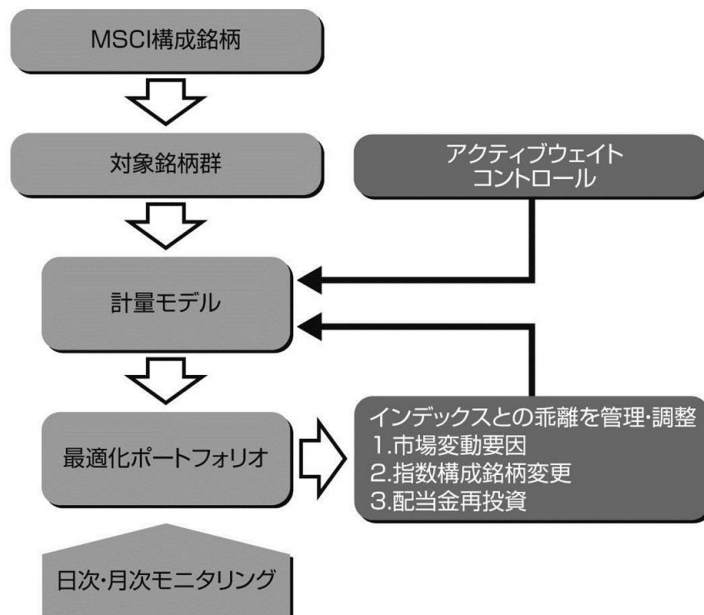 MSCI構成銘柄
対象銘柄群
アクティブウェイト
コントロール
計量モデル
最適化ポートフォリオ
インデックスとの乖離を管理・調整
1.市場変動要因
2.指数構成銘柄変更
3.配当金再投資
日次・月次モニタリング